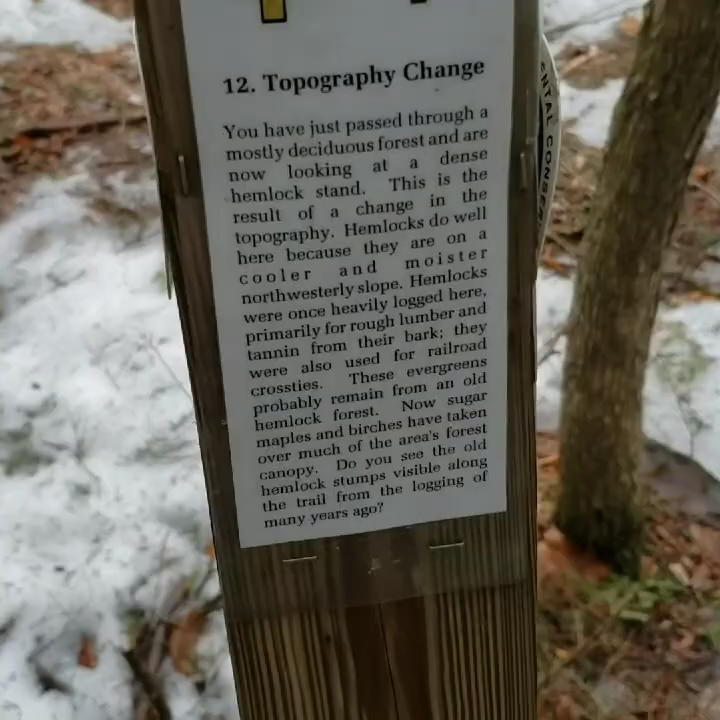 12. Topography Change
You have just passed through a
mostly deciduous forest and are
now looking at a dense
hemlock stand. This is the
result of a change in the
topography. Hemlocks do well
here because they are on a
cooler and moister
northwesterly slope. Hemlocks
were once heavily logged here,
primarily for rough lumber and
tannin from their bark; they
were also used for railroad
crossties. These evergreens
probably remain from an old
hemlock forest. Now sugar
maples and birches have taken
over much of the area's forest
canopy. Do you see the old
hemlock stumps visible along
the trail from the logging of
many years ago?